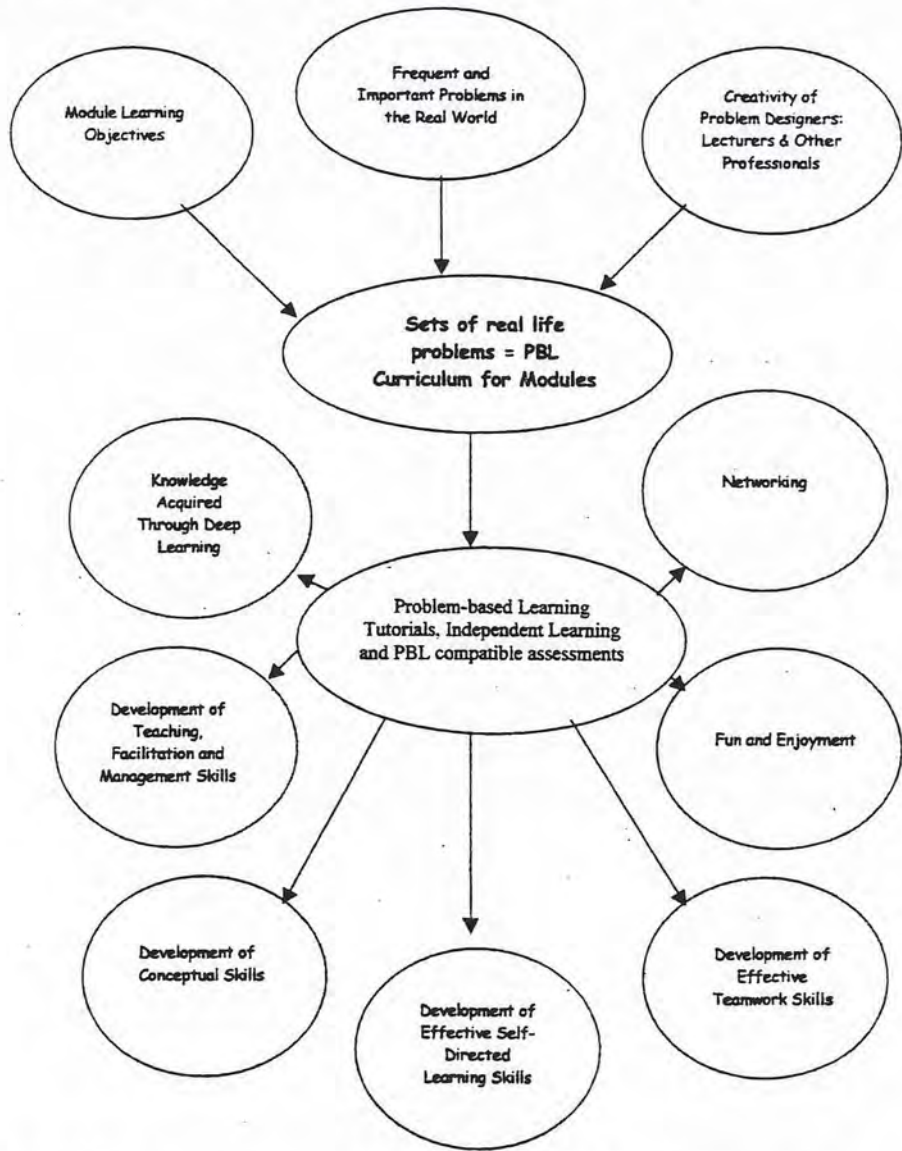 Module Learning
Objectives
Frequent and
Important Problems in
the Real World
Creativity of
Problem Designers:
Lecturers & Other
Professionals
Sets of real life
problems = PBL
Curriculum for Modules
Knowledge
Acquired
Through Deep
Learning
Networking
Problem-based Learning
Tutorials, Independent Learning
and PBL compatible assessments
Development of
Teaching,
Facilitation and
Management Skills
Fun and Enjoyment
Development of
Conceptual Skills
Development of
Effective Self-
Directed
Learning Skills
Development of
Effective
Teamwork Skills